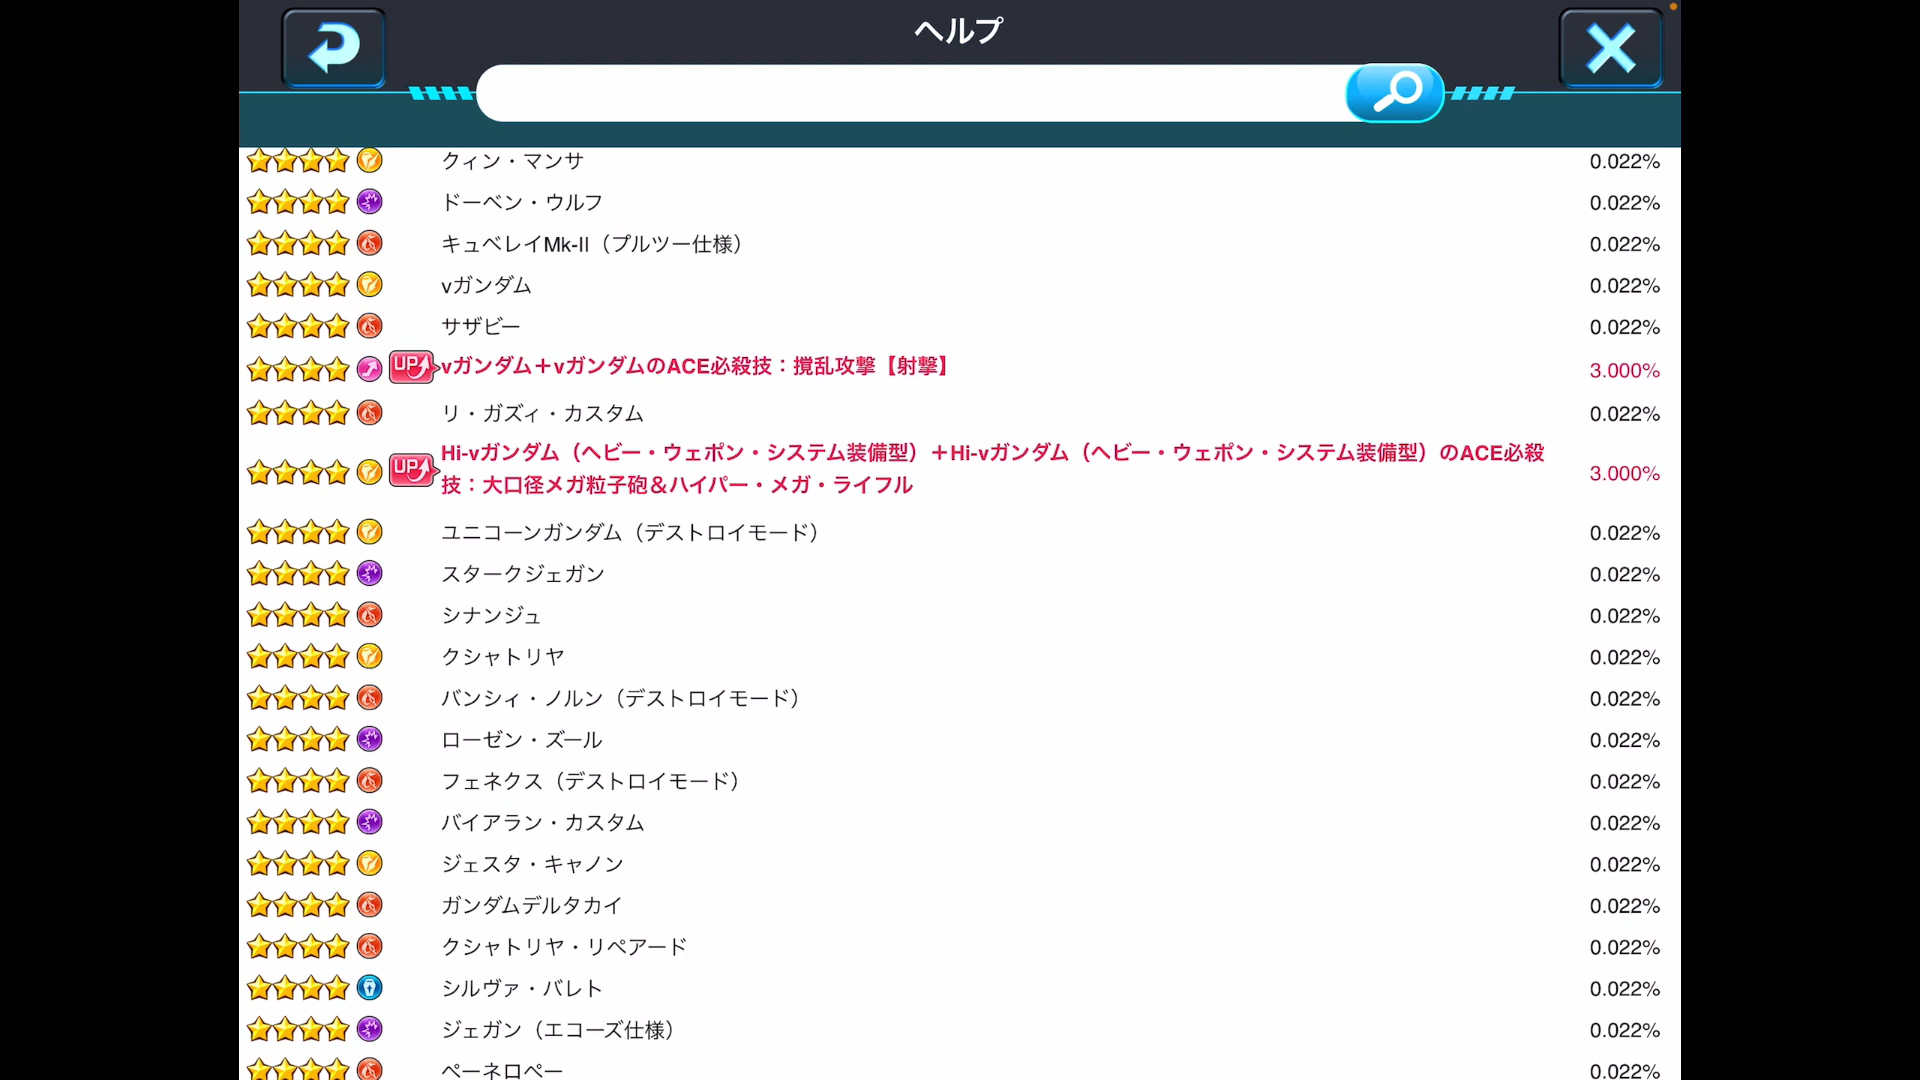 ヘルプ
クィン・マンサ 0.022%
ドーベン・ウルフ 0.022%
キュベレイMk-II（プルツー仕様） 0.022%
νガンダム 0.022%
サザビー 0.022%
UP νガンダム＋νガンダムのACE必殺技：撹乱攻撃【射撃】 3.000%
リ・ガズィ・カスタム 0.022%
UP Hi-νガンダム（ヘビー・ウェポン・システム装備型）＋Hi-νガンダム（ヘビー・ウェポン・システム装備型）のACE必殺
技：大口径メガ粒子砲＆ハイパー・メガ・ライフル 3.000%
ユニコーンガンダム（デストロイモード） 0.022%
スタークジェガン 0.022%
シナンジュ 0.022%
クシャトリヤ 0.022%
バンシィ・ノルン（デストロイモード） 0.022%
ローゼン・ズール 0.022%
フェネクス（デストロイモード） 0.022%
バイアラン・カスタム 0.022%
ジェスタ・キャノン 0.022%
ガンダムデルタカイ 0.022%
クシャトリヤ・リペアード 0.022%
シルヴァ・バレト 0.022%
ジェガン（エコーズ仕様） 0.022%
ペーネロペー 0.022%